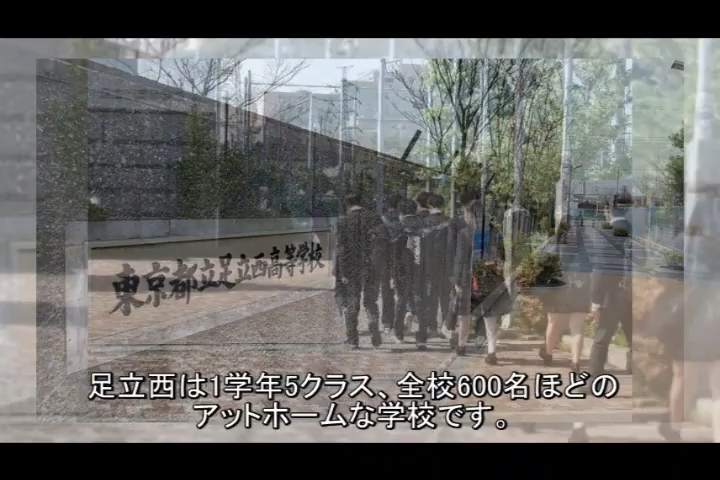 東京都立足立西高等学校
足立西は1学年5クラス、全校600名ほどの
アットホームな学校です。